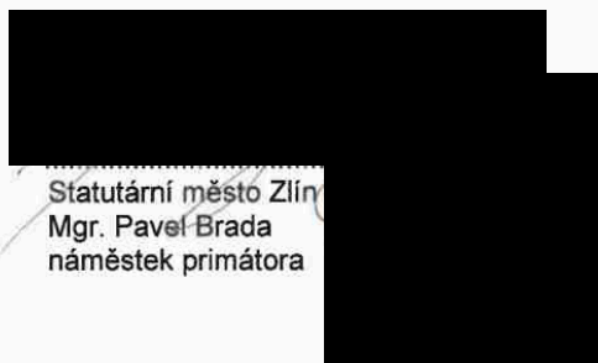 Statutární město Zlín
Mgr. Pavel Brada
náměstek primátora